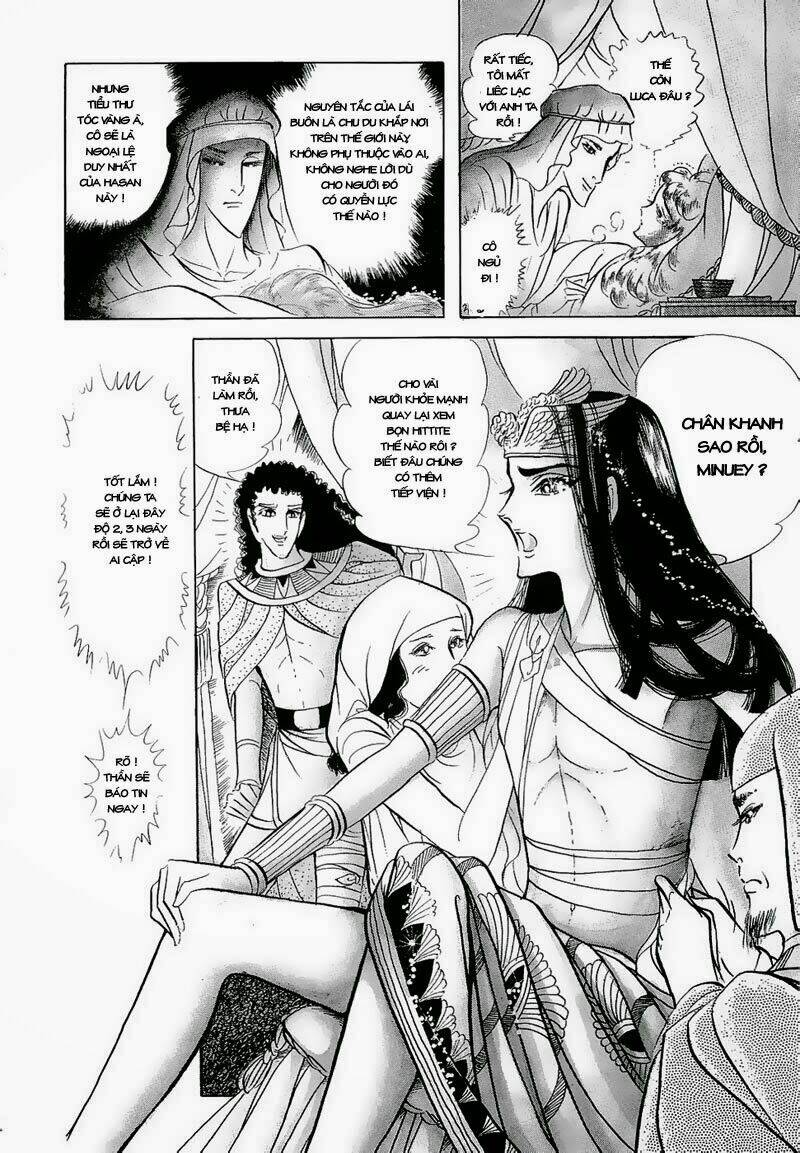 THẾ
CÒN
LUCA ĐÂU ?
RẤT TIẾC,
TÔI MẤT
LIÊC LẠC
VỚI ANH TA
RỒI !
CÔ
NGỦ
ĐI !
NGUYÊN TẮC CỦA LÁI
BUÔN LÀ CHU DU KHẮP NƠI
TRÊN THẾ GIỚI NÀY
KHÔNG PHỤ THUỘC VÀO AI,
KHÔNG NGHE LỜI DÙ
CHO NGƯỜI ĐÓ
CÓ QUYỀN LỰC
THẾ NÀO !
NHƯNG
TIỂU THƯ
TÓC VÀNG À,
CÔ SẼ LÀ
NGOẠI LỆ
DUY NHẤT
CỦA HASAN
NÀY !
CHÂN KHANH
SAO RỒI,
MINUEY ?
CHO VÀI
NGƯỜI KHỎE MẠNH
QUAY LẠI XEM
BỌN HITTITE
THẾ NÀO RÔI ?
BIẾT ĐÂU CHÚNG
CÓ THÊM
TIẾP VIỆN !
THẦN ĐÃ
LÀM RỒI,
THƯA
BỆ HẠ !
TỐT LẮM !
CHÚNG TA
SẼ Ở LẠI ĐÂY
ĐỘ 2, 3 NGÀY
RỒI SẼ TRỞ VỀ
AI CẬP !
RÕ !
THẦN SẼ
BÁO TIN
NGAY !